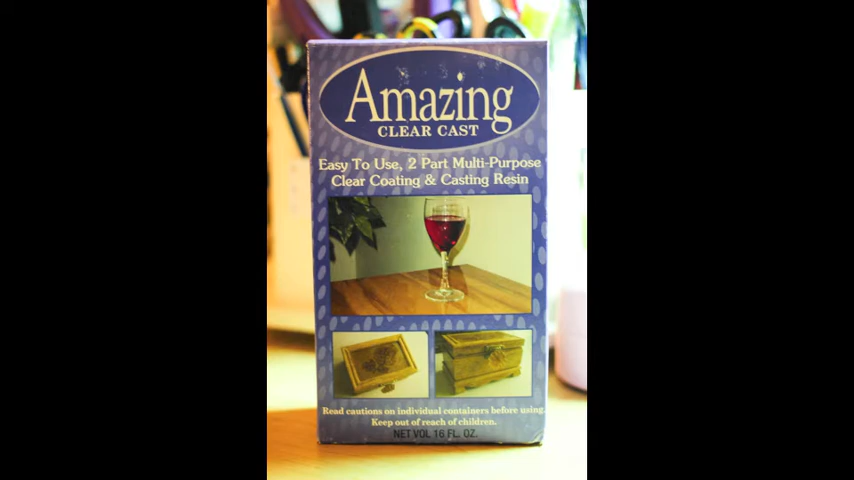 Amazing
CLEAR CAST
Easy To Use, 2 Part Multi-Purpose
Clear Coating & Casting Resin
Read cautions on individual containers before using.
Keep out of reach of children.
NET VOL 16 FL. OZ.